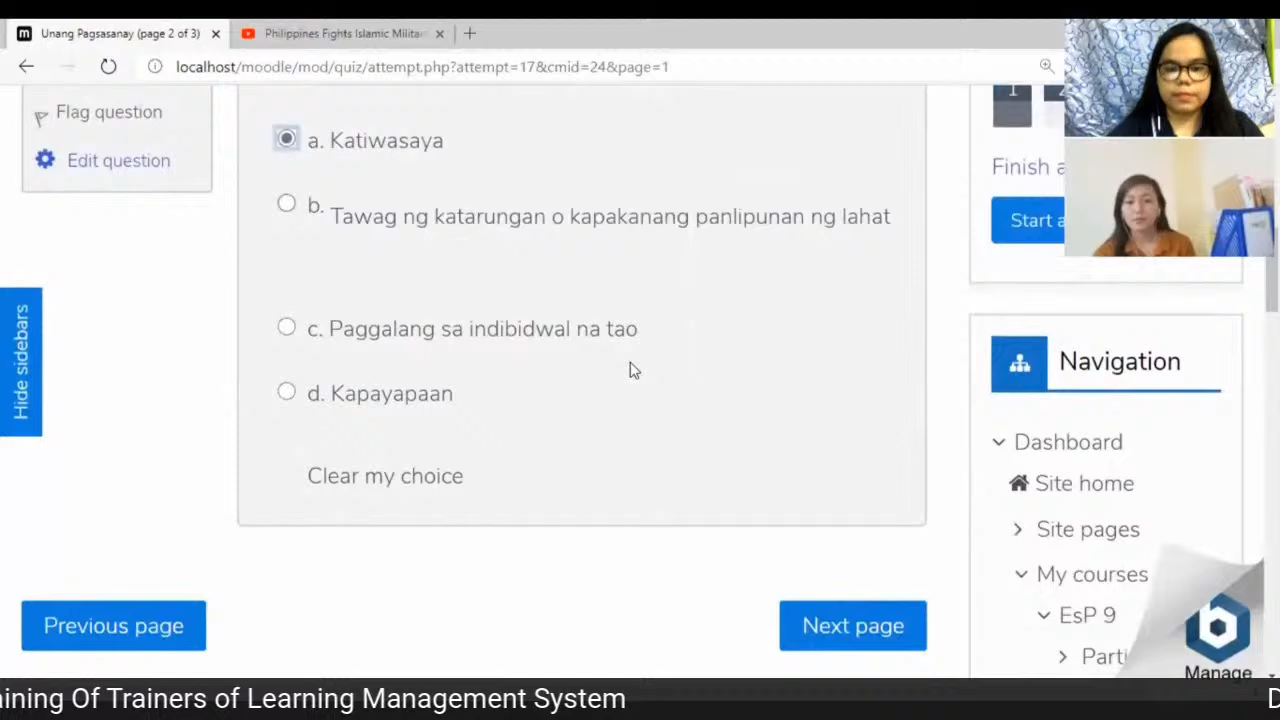 Unang Pagsasanay (page 2 of 3)
Philippines Fights Islamic Milita
localhost/moodle/mod/quiz/attempt.php?attempt=17&cmid=24&page=1
Flag question
Edit question
a. Katiwasaya
b. Tawag ng katarungan o kapakanang panlipunan ng lahat
c. Paggalang sa indibidwal na tao
d. Kapayapaan
Clear my choice
Previous page
Next page
Hide sidebars
1
Finish a
Start a
Navigation
Dashboard
Site home
Site pages
My courses
EsP 9
Parti
Manage
aining Of Trainers of Learning Management System
D